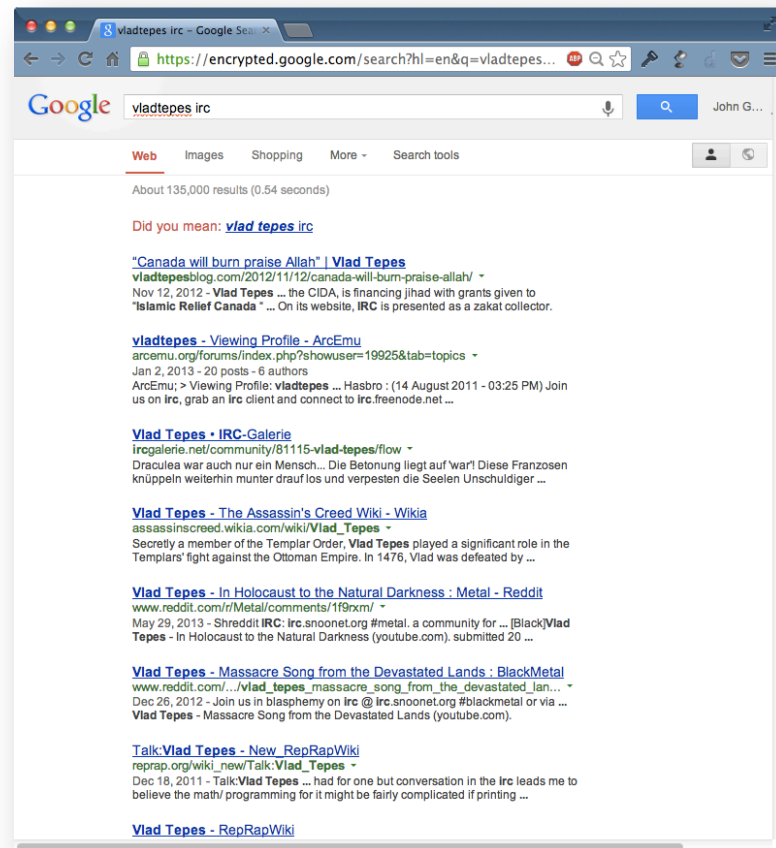 vladtepes irc - Google Sea
https://encrypted.google.com/search?hl=en&q=vladtepes...
ABP
Google
vladtepes irc
John G...
Web Images Shopping More Search tools
About 135,000 results (0.54 seconds)
Did you mean: vlad tepes irc
"Canada will burn praise Allah" | Vlad Tepes
vladtepesblog.com/2012/11/12/canada-will-burn-praise-allah/
Nov 12, 2012 - Vlad Tepes ... the CIDA, is financing jihad with grants given to
"Islamic Relief Canada " ... On its website, IRC is presented as a zakat collector.
vladtepes - Viewing Profile - ArcEmu
arcemu.org/forums/index.php?showuser=19925&tab=topics
Jan 2, 2013 - 20 posts - 6 authors
ArcEmu; > Viewing Profile: vladtepes ... Hasbro : (14 August 2011 - 03:25 PM) Join
us on irc, grab an irc client and connect to irc.freenode.net ...
Vlad Tepes • IRC-Galerie
ircgalerie.net/community/81115-vlad-tepes/flow
Draculea war auch nur ein Mensch... Die Betonung liegt auf 'war'! Diese Franzosen
knüppeln weiterhin munter drauf los und verpesten die Seelen Unschuldiger ...
Vlad Tepes - The Assassin's Creed Wiki - Wikia
assassinscreed.wikia.com/wiki/Vlad_Tepes
Secretly a member of the Templar Order, Vlad Tepes played a significant role in the
Templars' fight against the Ottoman Empire. In 1476, Vlad was defeated by ...
Vlad Tepes - In Holocaust to the Natural Darkness : Metal - Reddit
www.reddit.com/r/Metal/comments/1f9rxm/
May 29, 2013 - Shreddit IRC: irc.snoonet.org #metal. a community for ... [Black]Vlad
Tepes - In Holocaust to the Natural Darkness (youtube.com). submitted 20 ...
Vlad Tepes - Massacre Song from the Devastated Lands : BlackMetal
www.reddit.com/.../vlad_tepes_massacre_song_from_the_devastated_lan...
Dec 26, 2012 - Join us in blasphemy on irc @ irc.snoonet.org #blackmetal or via ...
Vlad Tepes - Massacre Song from the Devastated Lands (youtube.com).
Talk:Vlad Tepes - New_RepRapWiki
reprap.org/wiki_new/Talk:Vlad_Tepes
Dec 18, 2011 - Talk:Vlad Tepes ... had for one but conversation in the irc leads me to
believe the math/ programming for it might be fairly complicated if printing ...
Vlad Tepes - RepRapWiki